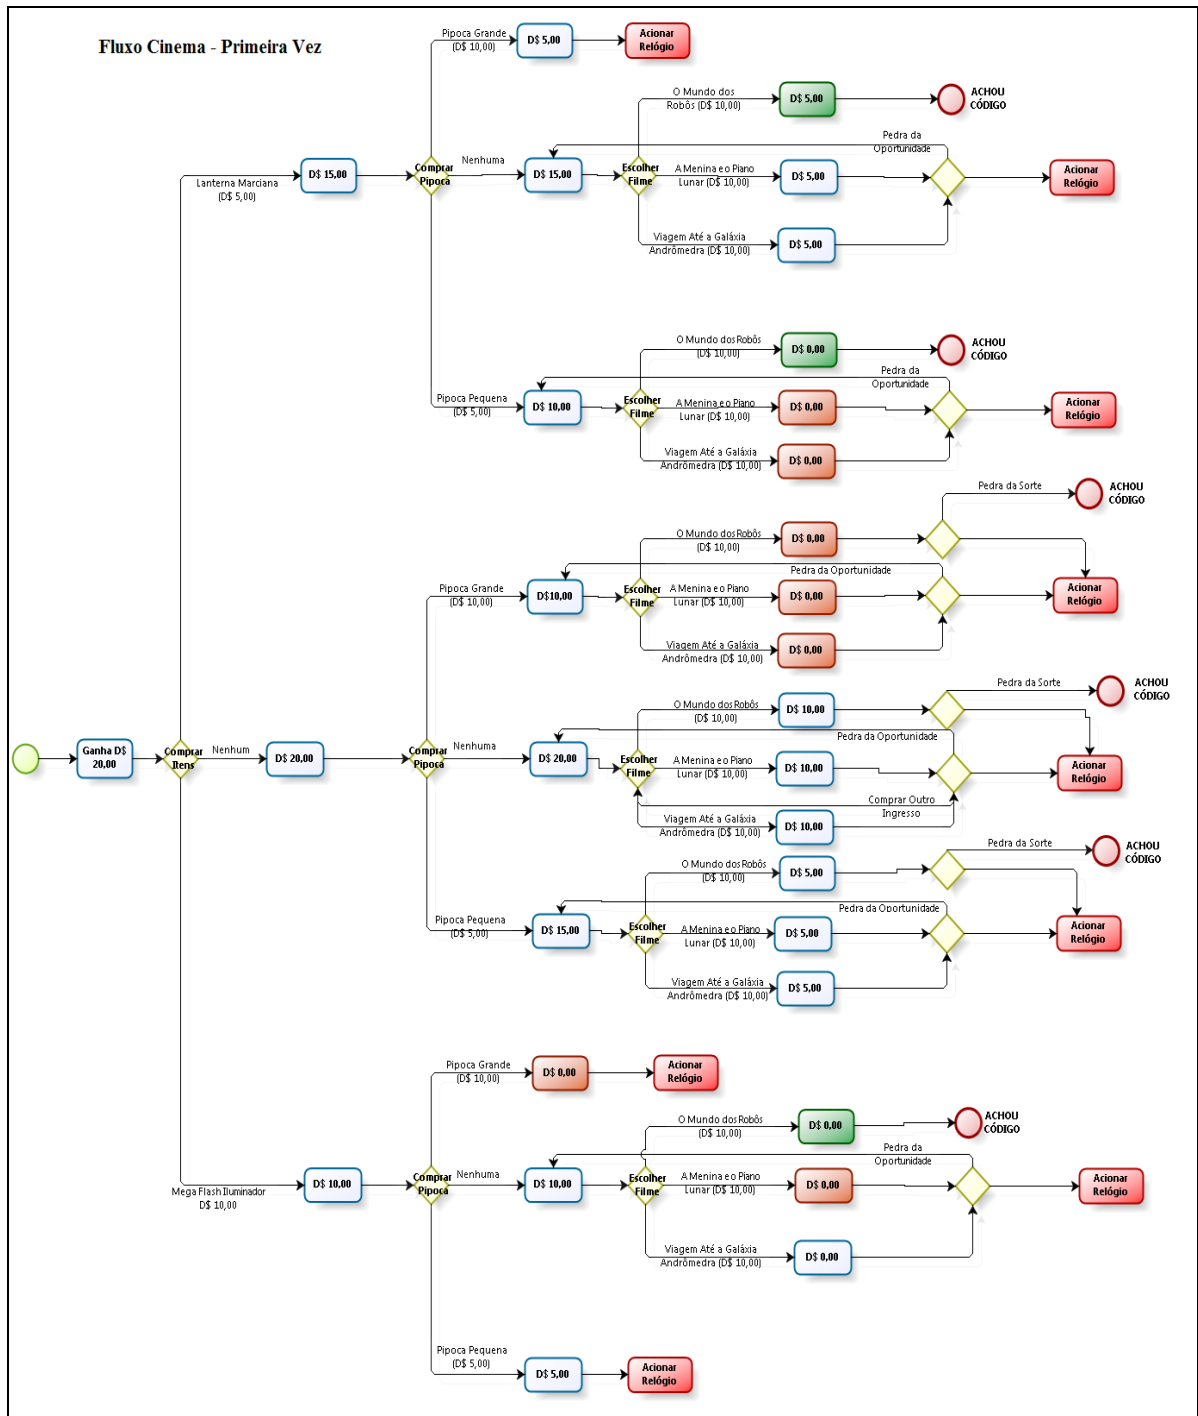 Fluxo Cinema - Primeira Vez
Pipoca Grande
(D$ 10,00)
D$ 5,00
Acionar
Relógio
O Mundo dos
Robôs (D$ 10,00)
D$ 5,00
ACHOU
CÓDIGO
Pedra da
Oportunidade
Lanterna Marciana
(D$ 5,00)
D$ 15,00
Comprar
Pipoca
Nenhuma
D$ 15,00
Escolher
Filme
A Menina e o Piano
Lunar (D$ 10,00)
D$ 5,00
Acionar
Relógio
Viagem Até a Galáxia
Andrômedra (D$ 10,00)
D$ 5,00
O Mundo dos Robôs
(D$ 10,00)
D$ 0,00
ACHOU
CÓDIGO
Pedra da
Oportunidade
Pipoca Pequena
(D$ 5,00)
D$ 10,00
Escolher
Filme
A Menina e o Piano
Lunar (D$ 10,00)
D$ 0,00
Acionar
Relógio
Viagem Até a Galáxia
Andrômedra (D$ 10,00)
D$ 0,00
Pedra da Sorte
ACHOU
CÓDIGO
O Mundo dos Robôs
(D$ 10,00)
D$ 0,00
Pedra da Oportunidade
Pipoca Grande
(D$ 10,00)
D$10,00
Escolher
Filme
A Menina e o Piano
Lunar (D$ 10,00)
D$ 0,00
Acionar
Relógio
Viagem Até a Galáxia
Andrômedra (D$ 10,00)
D$ 0,00
Pedra da Sorte
ACHOU
CÓDIGO
O Mundo dos Robôs
(D$ 10,00)
D$ 10,00
Pedra da Oportunidade
Ganha D$
20,00
Comprar
Itens
Nenhum
D$ 20,00
Comprar
Pipoca
Nenhuma
D$ 20,00
Escolher
Filme
A Menina e o Piano
Lunar (D$ 10,00)
D$ 10,00
Acionar
Relógio
Comprar Outro
Ingresso
Viagem Até a Galáxia
Andrômedra (D$ 10,00)
D$ 10,00
Pedra da Sorte
ACHOU
CÓDIGO
O Mundo dos Robôs
(D$ 10,00)
D$ 5,00
Pedra da Oportunidade
Pipoca Pequena
(D$ 5,00)
D$ 15,00
Escolher
Filme
A Menina e o Piano
Lunar (D$ 10,00)
D$ 5,00
Acionar
Relógio
Viagem Até a Galáxia
Andrômedra (D$ 10,00)
D$ 5,00
Pipoca Grande
(D$ 10,00)
D$ 0,00
Acionar
Relógio
O Mundo dos Robôs
(D$ 10,00)
D$ 0,00
ACHOU
CÓDIGO
Pedra da
Oportunidade
Mega Flash Iluminador
D$ 10,00
D$ 10,00
Comprar
Pipoca
Nenhuma
D$ 10,00
Escolher
Filme
A Menina e o Piano
Lunar (D$ 10,00)
D$ 0,00
Acionar
Relógio
Viagem Até a Galáxia
Andrômedra (D$ 10,00)
D$ 0,00
Pipoca Pequena
(D$ 5,00)
D$ 5,00
Acionar
Relógio